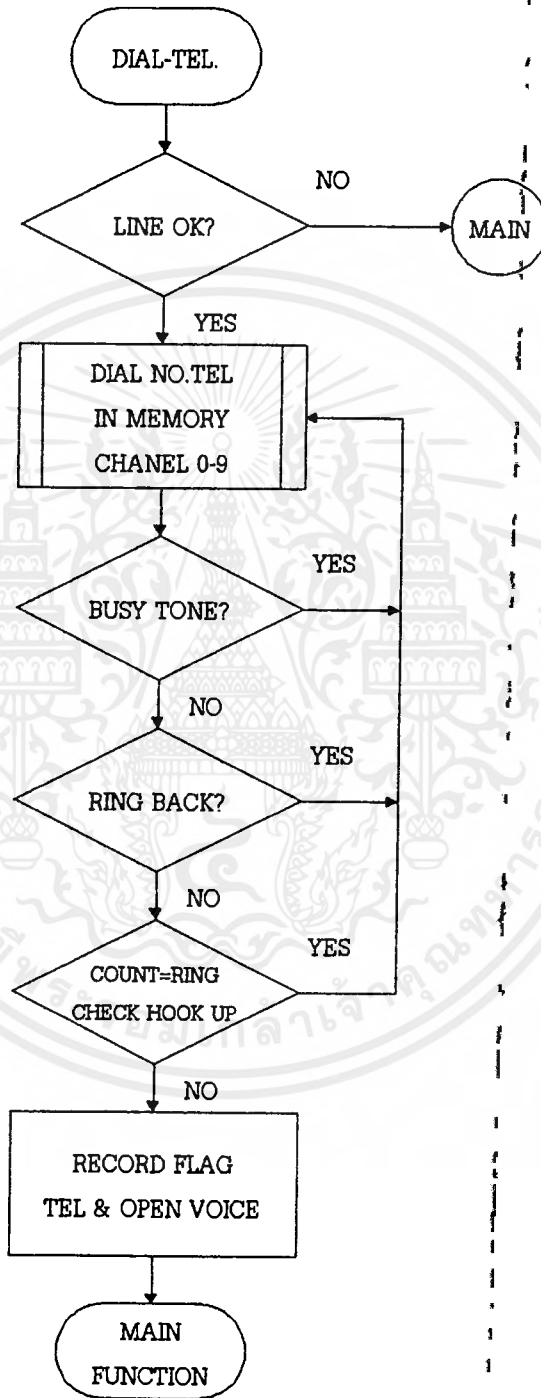 DIAL-TEL.
NO
LINE OK?
MAIN
YES
DIAL NO.TEL
IN MEMORY
CHANEL 0-9
YES
BUSY TONE?
NO
YES
RING BACK?
NO
YES
COUNT=RING
CHECK HOOK UP
NO
RECORD FLAG
TEL & OPEN VOICE
MAIN
FUNCTION